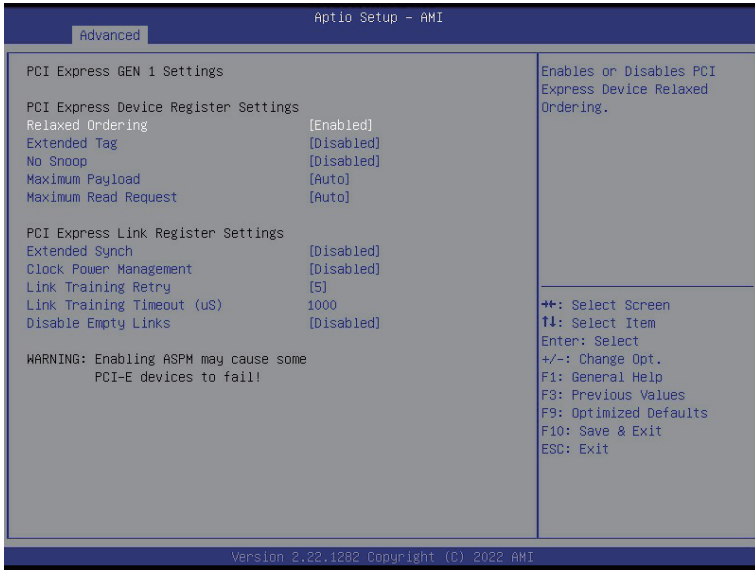 Aptio Setup – AMI
Advanced
PCI Express GEN 1 Settings
PCI Express Device Register Settings
Relaxed Ordering [Enabled]
Extended Tag [Disabled]
No Snoop [Disabled]
Maximum Payload [Auto]
Maximum Read Request [Auto]
PCI Express Link Register Settings
Extended Synch [Disabled]
Clock Power Management [Disabled]
Link Training Retry [5]
Link Training Timeout (uS) 1000
Disable Empty Links [Disabled]
WARNING: Enabling ASPM may cause some
PCI-E devices to fail!
Enables or Disables PCI
Express Device Relaxed
Ordering.
→←: Select Screen
↑↓: Select Item
Enter: Select
+/-: Change Opt.
F1: General Help
F3: Previous Values
F9: Optimized Defaults
F10: Save & Exit
ESC: Exit
Version 2.22.1282 Copyright (C) 2022 AMI